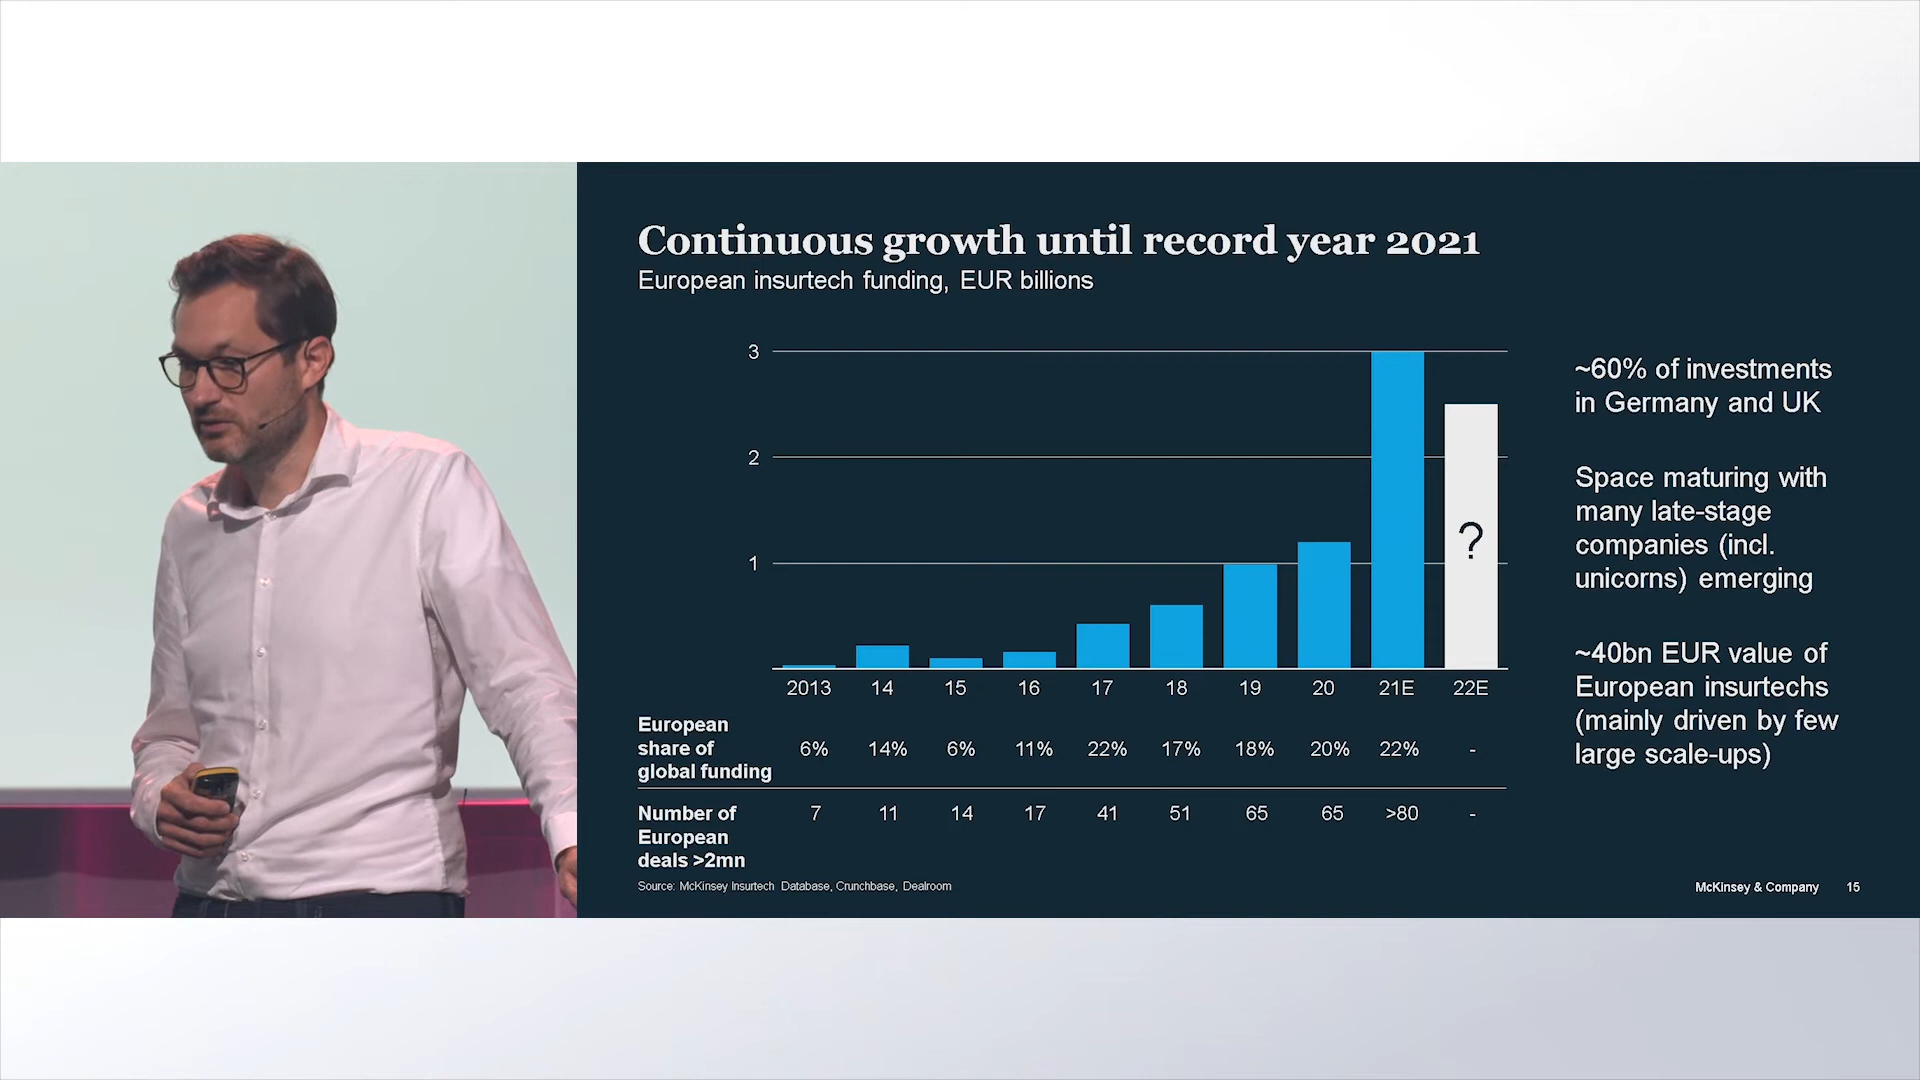 Continuous growth until record year 2021
European insurtech funding, EUR billions
3
2
1
?
2013 14 15 16 17 18 19 20 21E 22E
European
share of
global funding
6% 14% 6% 11% 22% 17% 18% 20% 22% -
Number of
European
deals >2mn
7 11 14 17 41 51 65 65 >80 -
~60% of investments
in Germany and UK
Space maturing with
many late-stage
companies (incl.
unicorns) emerging
~40bn EUR value of
European insurtechs
(mainly driven by few
large scale-ups)
Source: McKinsey Insurtech Database, Crunchbase, Dealroom
McKinsey & Company 15